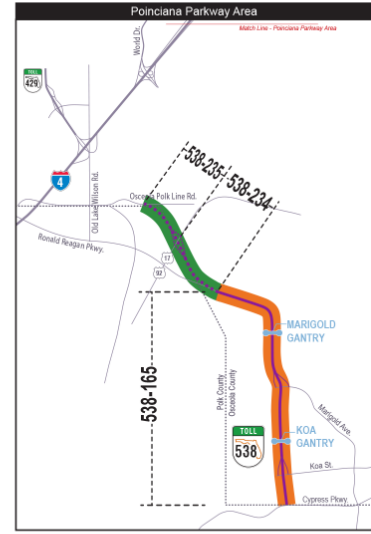 Poinciana Parkway Area
Match Line - Poinciana Parkway Area
World Dr.
TOLL
429
4
Old Lake Wilson Rd.
Osceola Polk Line Rd.
538-235
538-234
Ronald Reagan Pkwy.
17
92
538-165
Polk County
Osceola County
MARIGOLD
GANTRY
Marigold Ave.
TOLL
538
KOA
GANTRY
Koa St.
Cypress Pkwy.